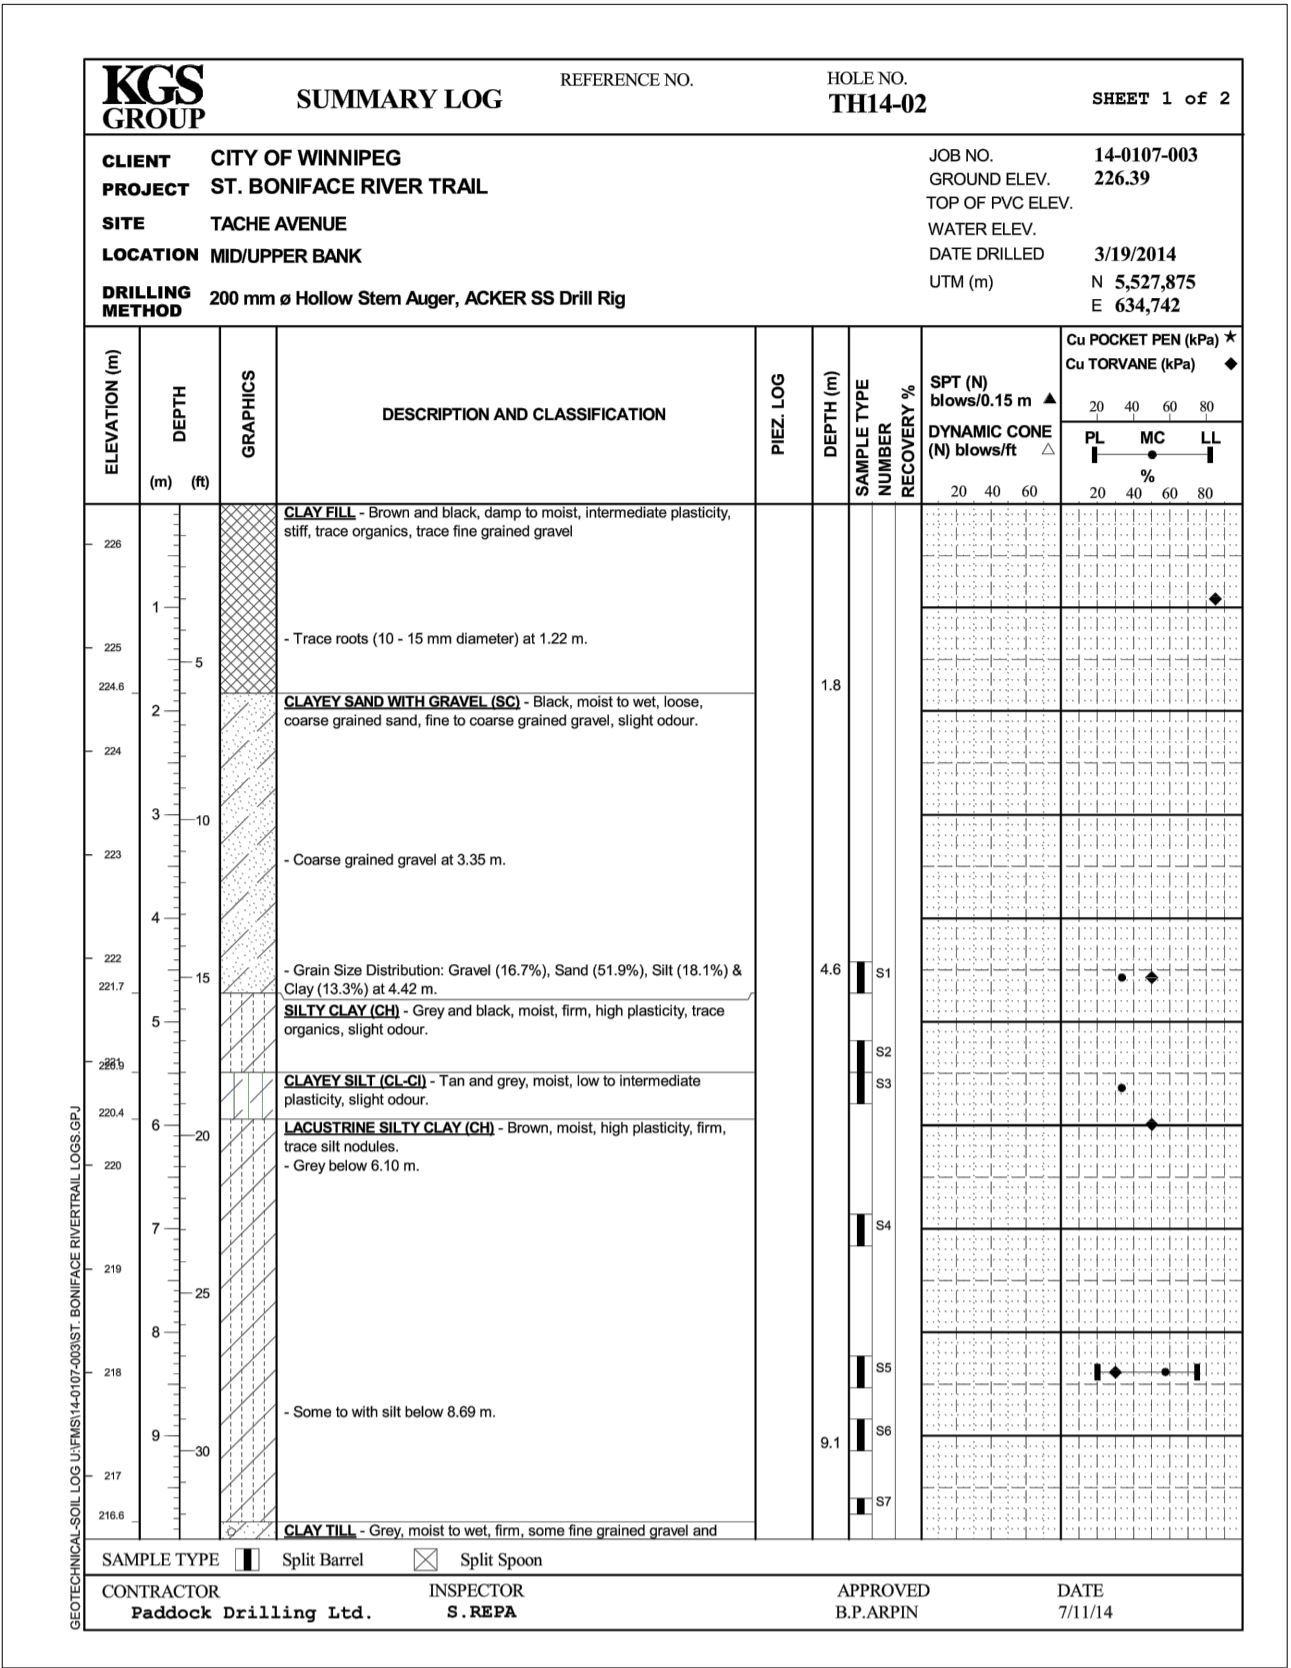 KGS
GROUP
SUMMARY LOG
REFERENCE NO.
HOLE NO.
TH14-02
SHEET 1 of 2
CLIENT CITY OF WINNIPEG
PROJECT ST. BONIFACE RIVER TRAIL
SITE TACHE AVENUE
LOCATION MID/UPPER BANK
DRILLING
METHOD 200 mm ø Hollow Stem Auger, ACKER SS Drill Rig
JOB NO. 14-0107-003
GROUND ELEV. 226.39
TOP OF PVC ELEV.
WATER ELEV.
DATE DRILLED 3/19/2014
UTM (m) N 5,527,875
E 634,742
ELEVATION (m)
DEPTH
(m) (ft)
GRAPHICS
DESCRIPTION AND CLASSIFICATION
PIEZ. LOG
DEPTH (m)
SAMPLE TYPE
NUMBER
RECOVERY %
SPT (N)
blows/0.15 m ▲
DYNAMIC CONE
(N) blows/ft △
20 40 60
Cu POCKET PEN (kPa) ★
Cu TORVANE (kPa) ◆
20 40 60 80
PL MC LL
%
20 40 60 80
CLAY FILL - Brown and black, damp to moist, intermediate plasticity,
stiff, trace organics, trace fine grained gravel
226
1
- Trace roots (10 - 15 mm diameter) at 1.22 m.
225
5
224.6
1.8
CLAYEY SAND WITH GRAVEL (SC) - Black, moist to wet, loose,
coarse grained sand, fine to coarse grained gravel, slight odour.
2
224
3
10
223
- Coarse grained gravel at 3.35 m.
4
222
15
- Grain Size Distribution: Gravel (16.7%), Sand (51.9%), Silt (18.1%) &
Clay (13.3%) at 4.42 m.
4.6
S1
221.7
SILTY CLAY (CH) - Grey and black, moist, firm, high plasticity, trace
organics, slight odour.
5
S2
221
220.9
CLAYEY SILT (CL-CI) - Tan and grey, moist, low to intermediate
plasticity, slight odour.
S3
220.4
6
20
LACUSTRINE SILTY CLAY (CH) - Brown, moist, high plasticity, firm,
trace silt nodules.
- Grey below 6.10 m.
220
7
S4
219
25
8
218
S5
- Some to with silt below 8.69 m.
9
S6
9.1
30
217
S7
216.6
CLAY TILL - Grey, moist to wet, firm, some fine grained gravel and
GEOTECHNICAL-SOIL LOG U:\FMS\14-0107-003\ST. BONIFACE RIVERTRAIL LOGS.GPJ
SAMPLE TYPE Split Barrel Split Spoon
CONTRACTOR
Paddock Drilling Ltd.
INSPECTOR
S.REPA
APPROVED
B.P.ARPIN
DATE
7/11/14